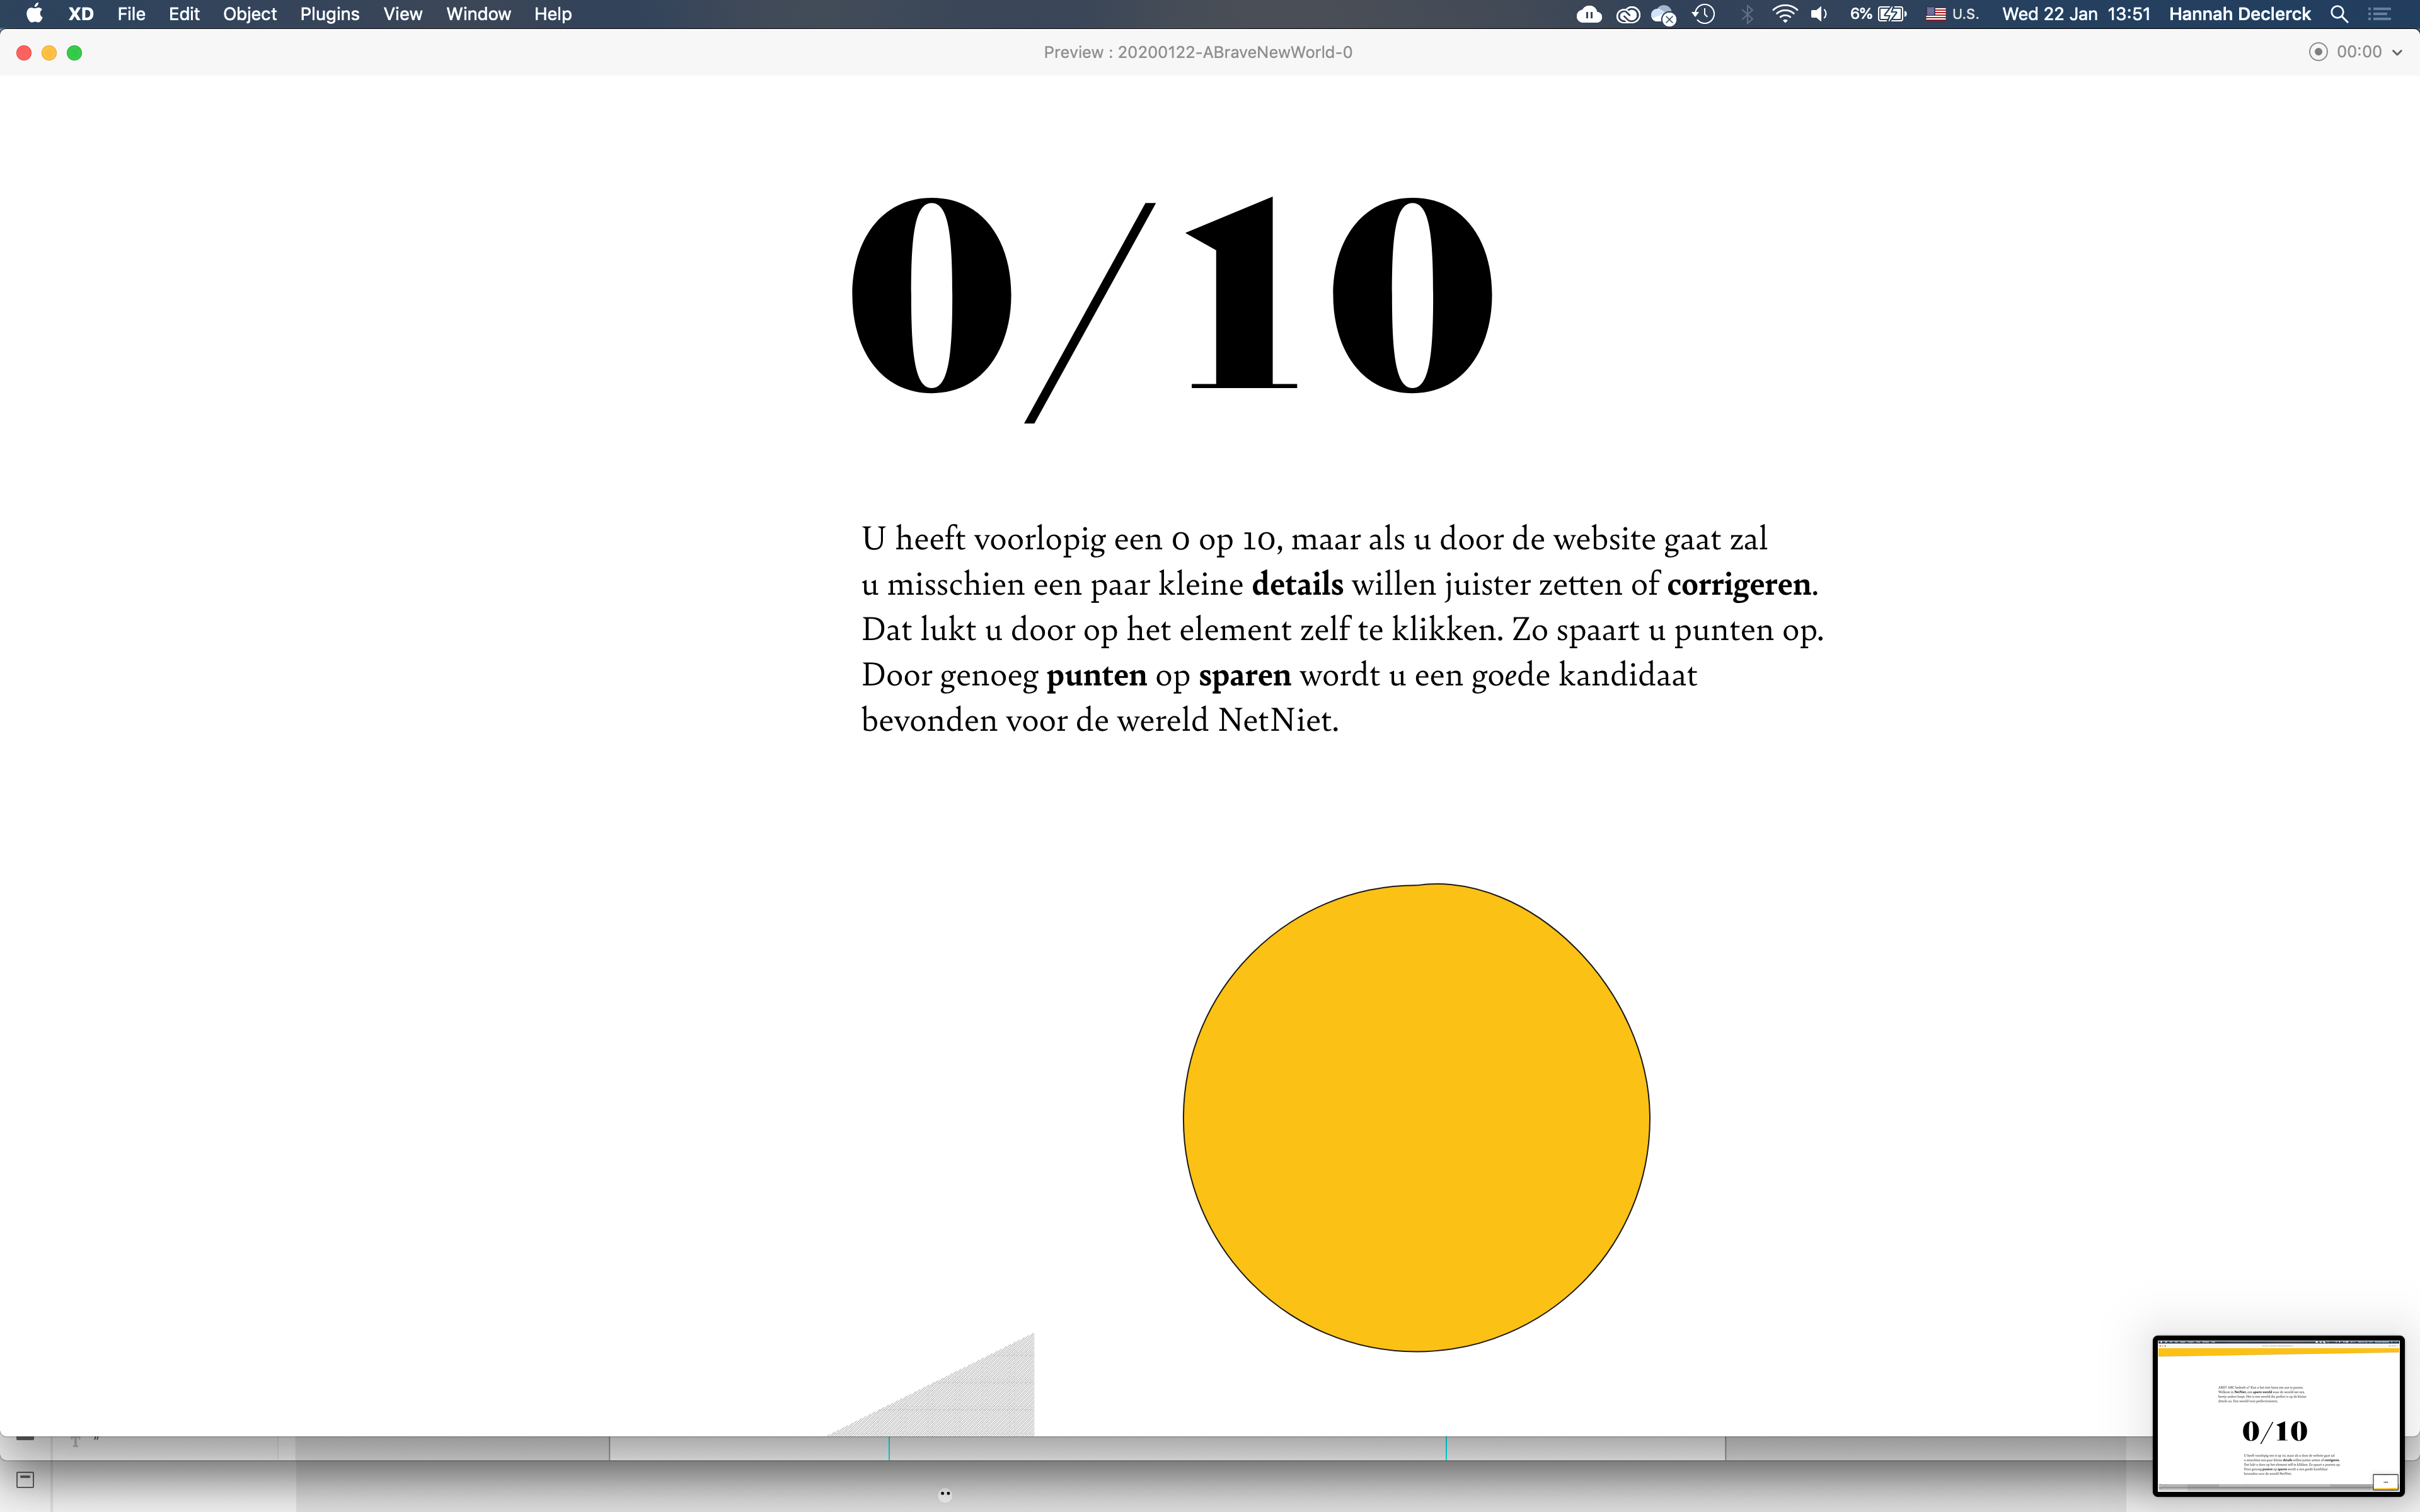 XD File Edit Object Plugins View Window Help 6% U.S. Wed 22 Jan 13:51 Hannah Declerck
Preview : 20200122-ABraveNewWorld-0 00:00
0/10
U heeft voorlopig een 0 op 10, maar als u door de website gaat zal
u misschien een paar kleine details willen juister zetten of corrigeren.
Dat lukt u door op het element zelf te klikken. Zo spaart u punten op.
Door genoeg punten op sparen wordt u een goede kandidaat
bevonden voor de wereld NetNiet.
0/10